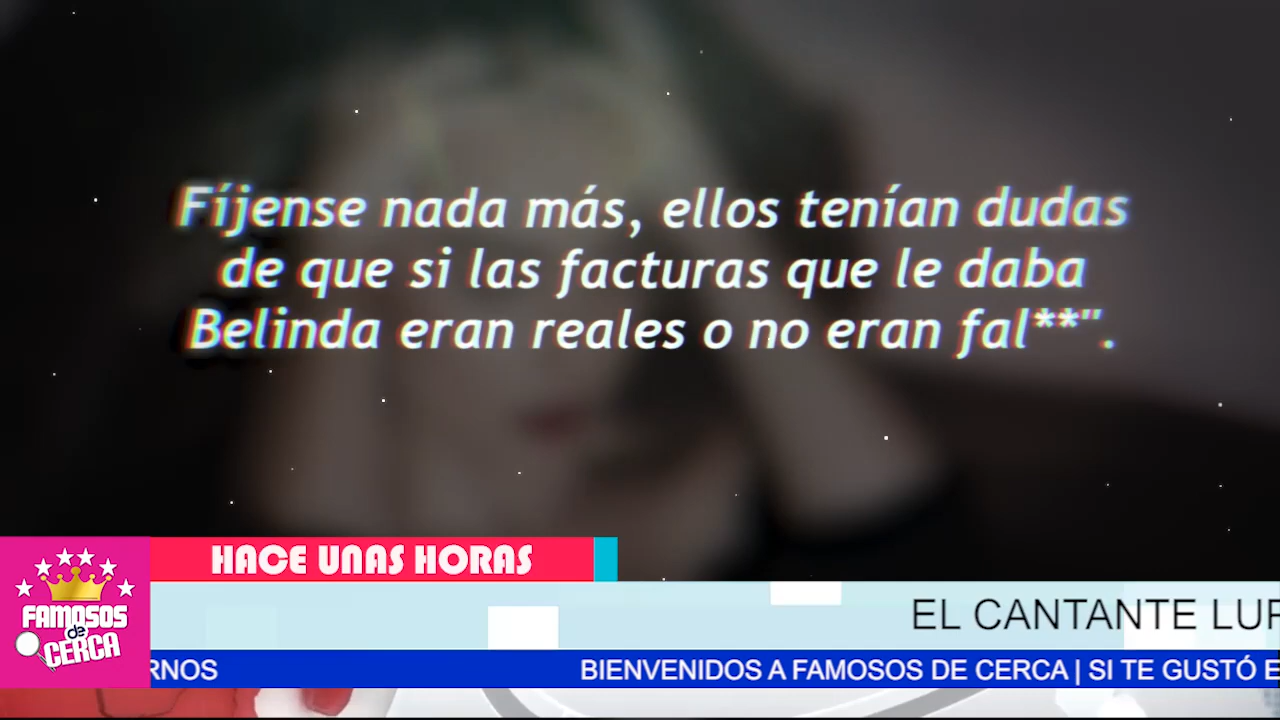 Fíjense nada más, ellos tenían dudas
de que si las facturas que le daba
Belinda eran reales o no eran fal**".
HACE UNAS HORAS
FAMOSOS
de
CERCA
EL CANTANTE
RNOS
BIENVENIDOS A FAMOSOS DE CERCA | SI TE GUSTÓ